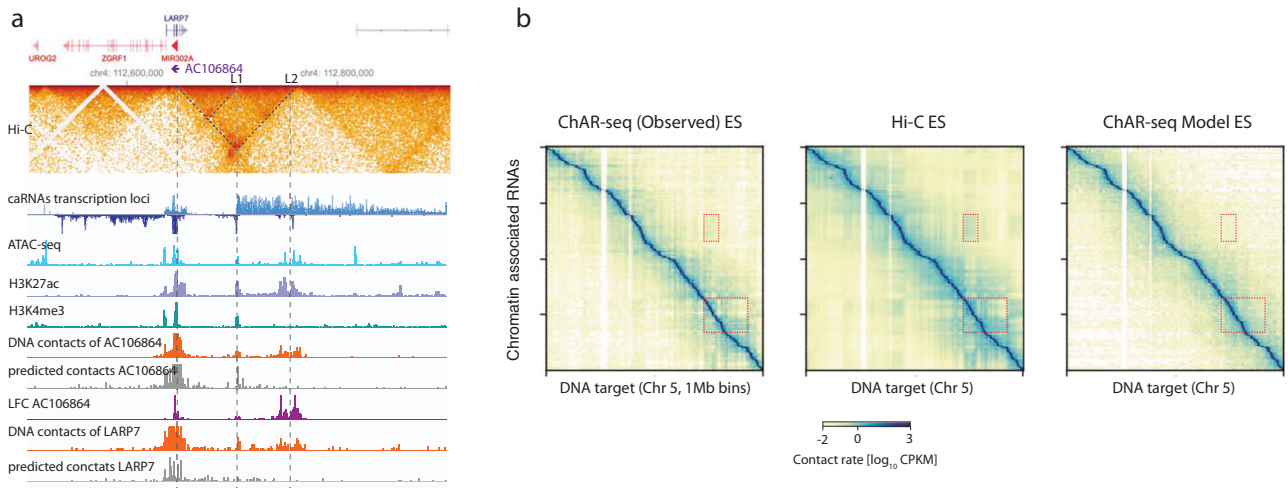 a
LARP7
UROG2
ZGRF1
MIR302A
AC106864
chr4: 112,600,000
L1
L2
chr4: 112,800,000
Hi-C
caRNAs transcription loci
ATAC-seq
H3K27ac
H3K4me3
DNA contacts of AC106864
predicted contacts AC106864
LFC AC106864
DNA contacts of LARP7
predicted conctats LARP7
b
ChAR-seq (Observed) ES
Hi-C ES
ChAR-seq Model ES
Chromatin associated RNAs
DNA target (Chr 5, 1Mb bins)
DNA target (Chr 5)
DNA target (Chr 5)
-2 0 3
Contact rate [log10 CPKM]